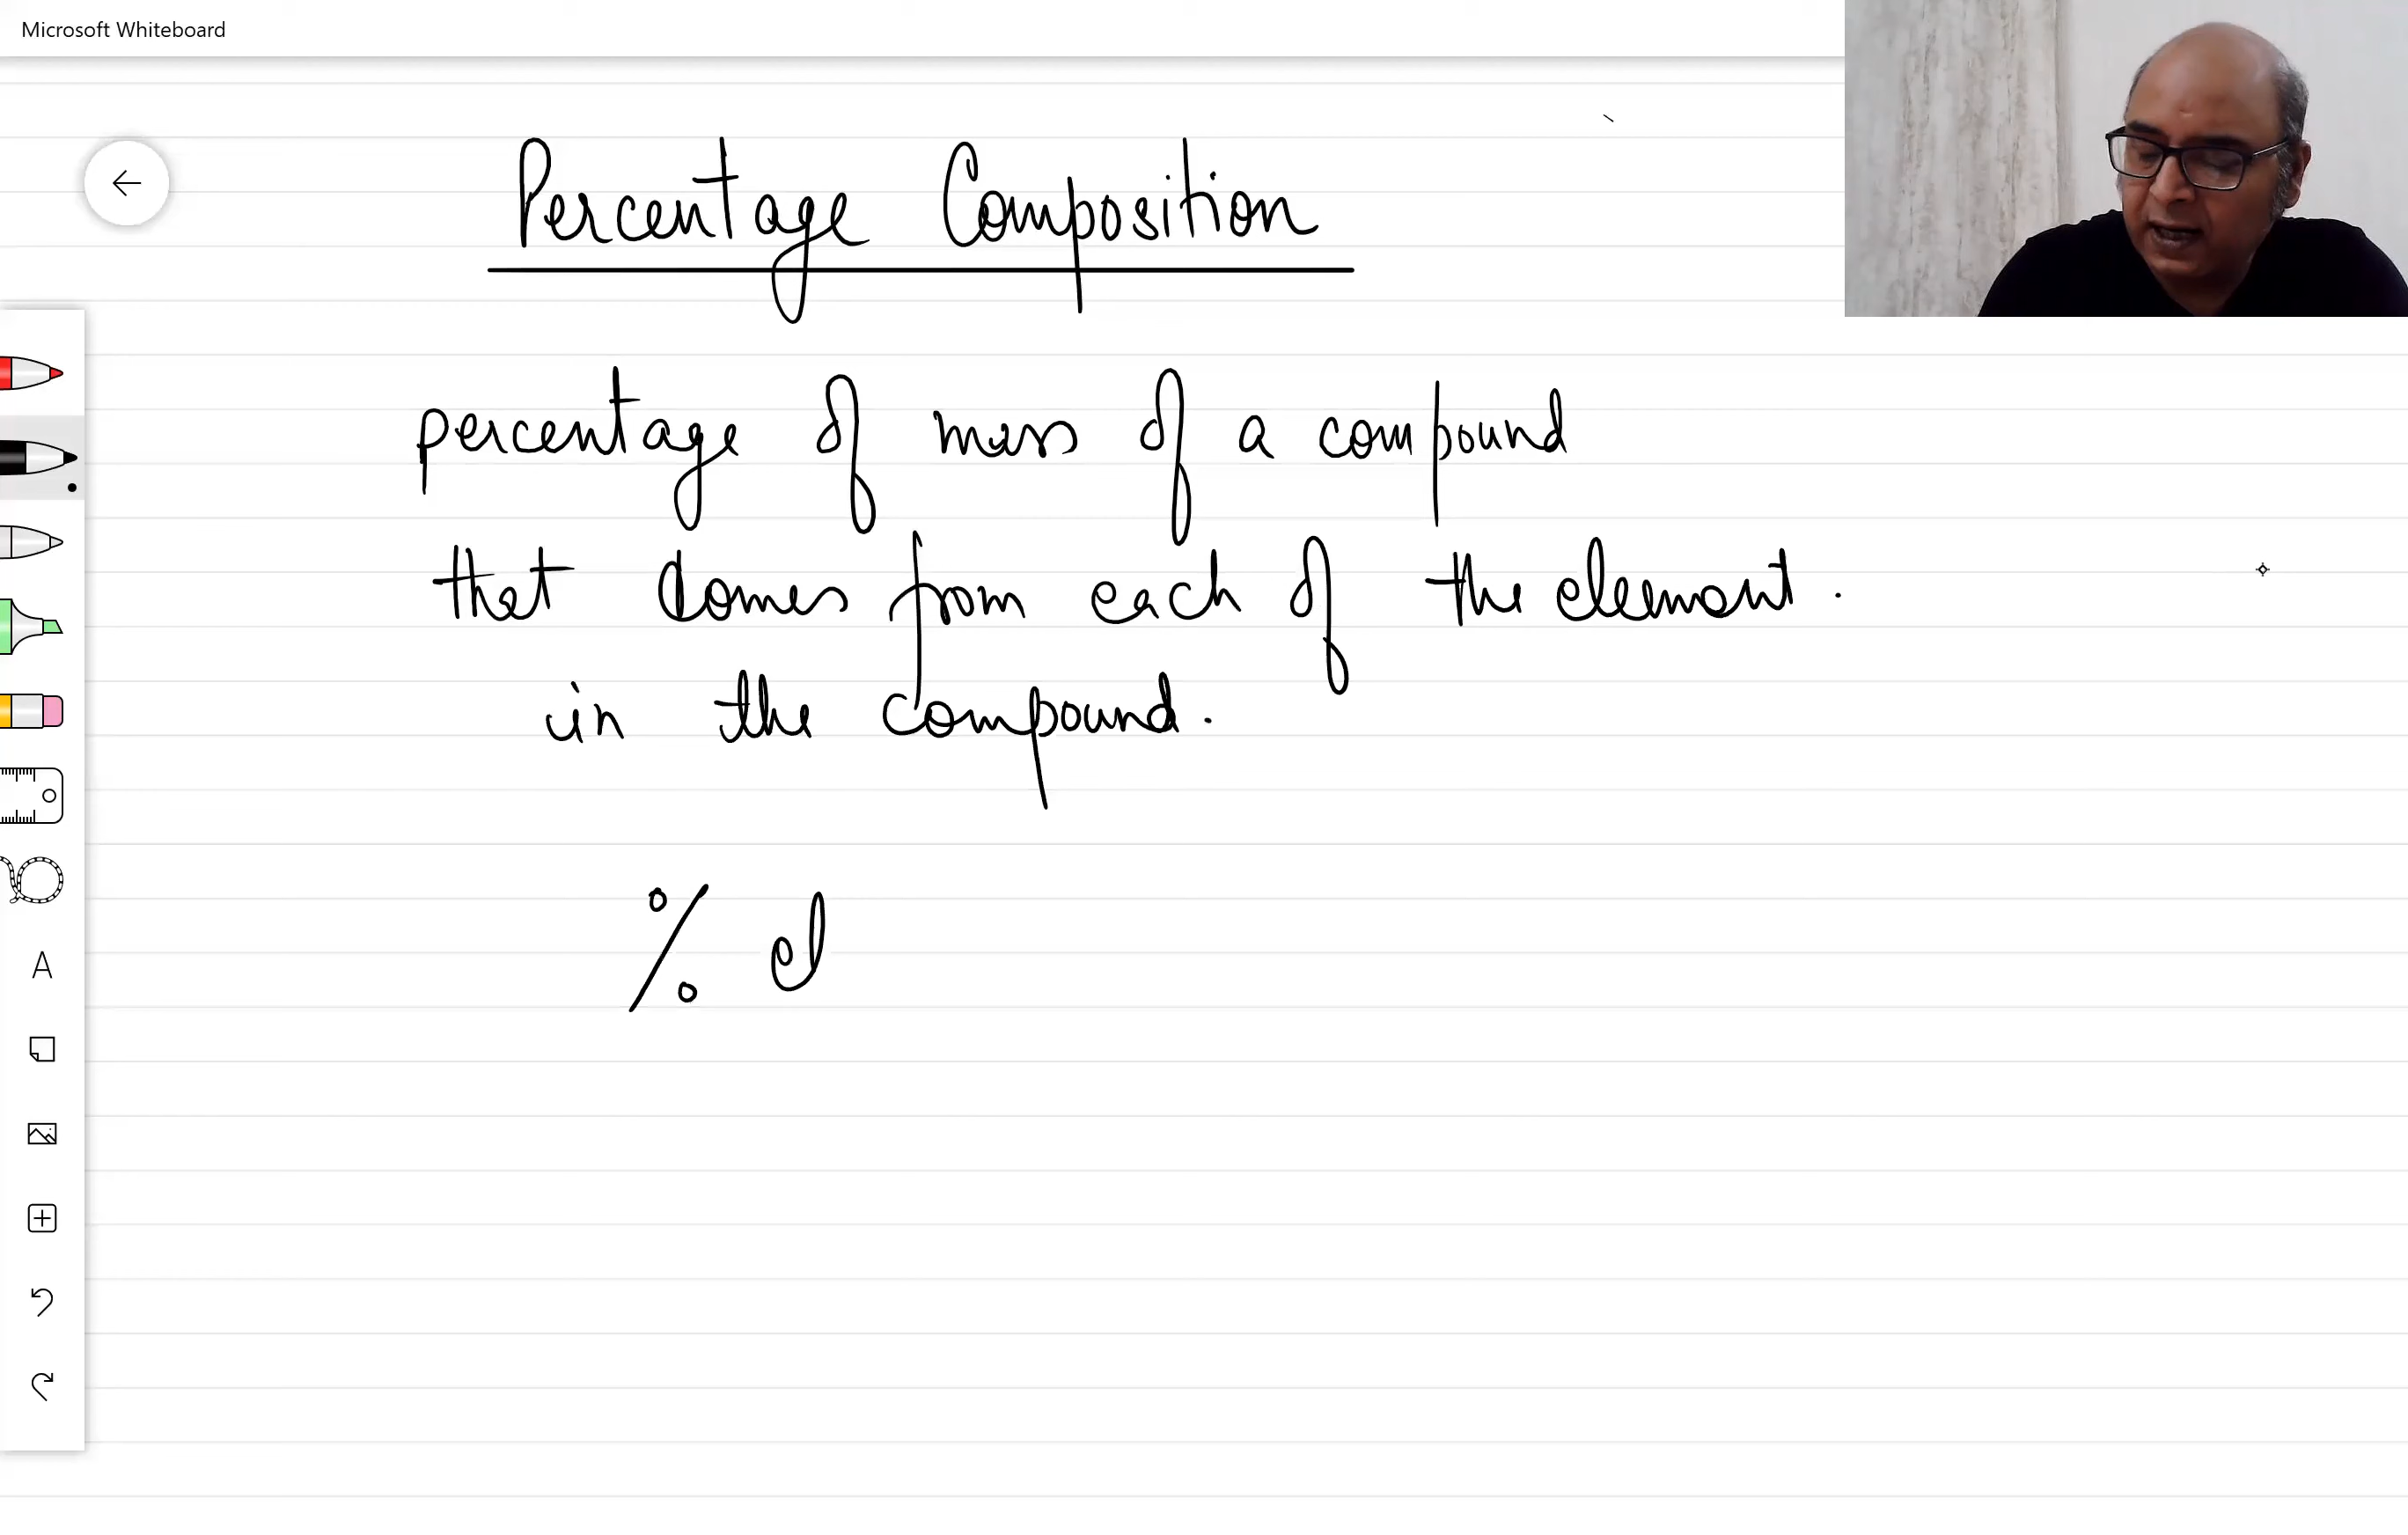 Microsoft Whiteboard
Percentage Composition
percentage of mass of a compound
that comes from each of the element.
in the compound.
% el
A